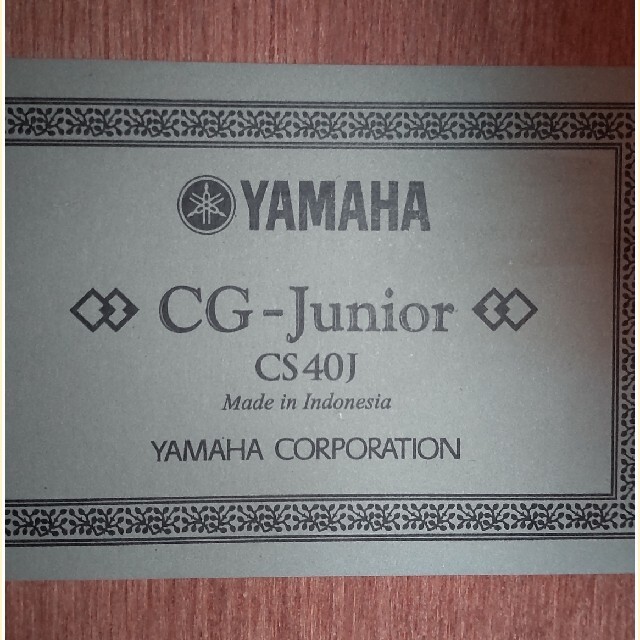 YAMAHA
CG-Junior
CS40J
Made in Indonesia
YAMAHA CORPORATION